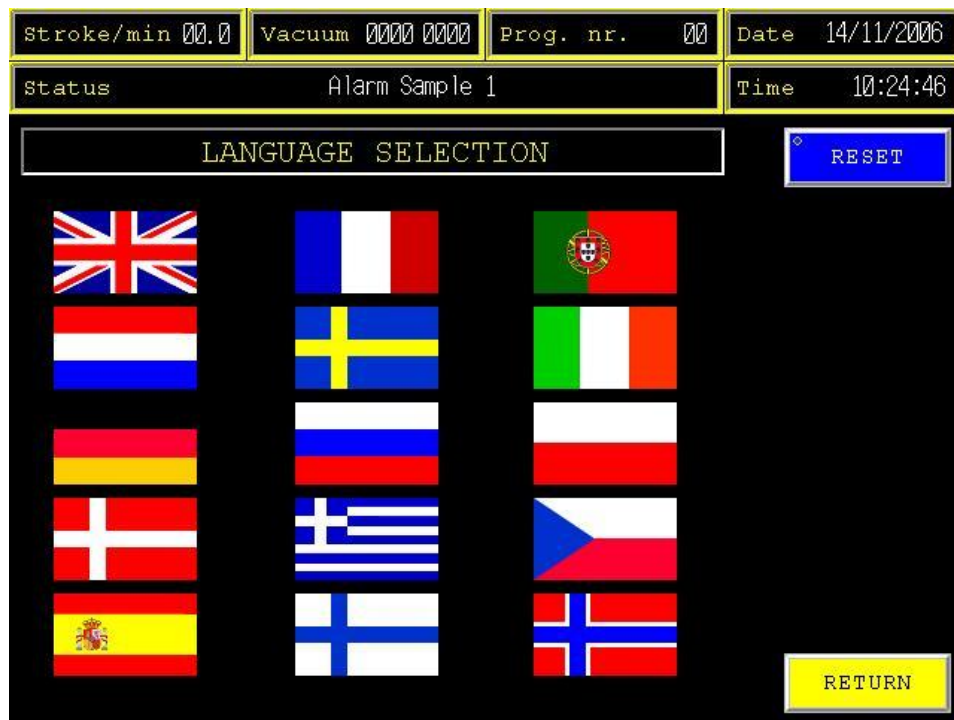 Stroke/min 00.0 Vacuum 0000 0000 Prog. nr. 00 Date 14/11/2006
Status Alarm Sample 1 Time 10:24:46
LANGUAGE SELECTION
RESET
RETURN